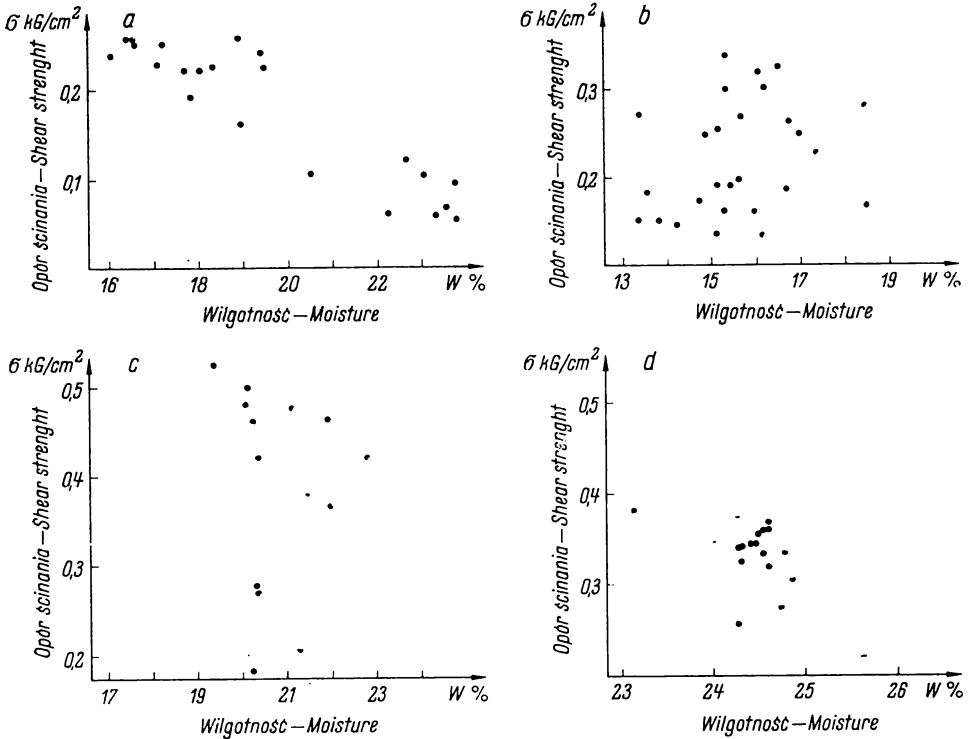 a
б kG/cm²
Opór ścinania—Shear strenght
0,2
0,1
16 18 20 22 W %
Wilgotność—Moisture
b
б kG/cm²
Opór ścinania—Shear strenght
0,3
0,2
13 15 17 19 W %
Wilgotność—Moisture
c
б kG/cm²
Opór ścinania—Shear strenght
0,5
0,4
0,3
0,2
17 19 21 23 W %
Wilgotność—Moisture
d
б kG/cm²
Opór ścinania—Shear strenght
0,5
0,4
0,3
23 24 25 26 W %
Wilgotność—Moisture